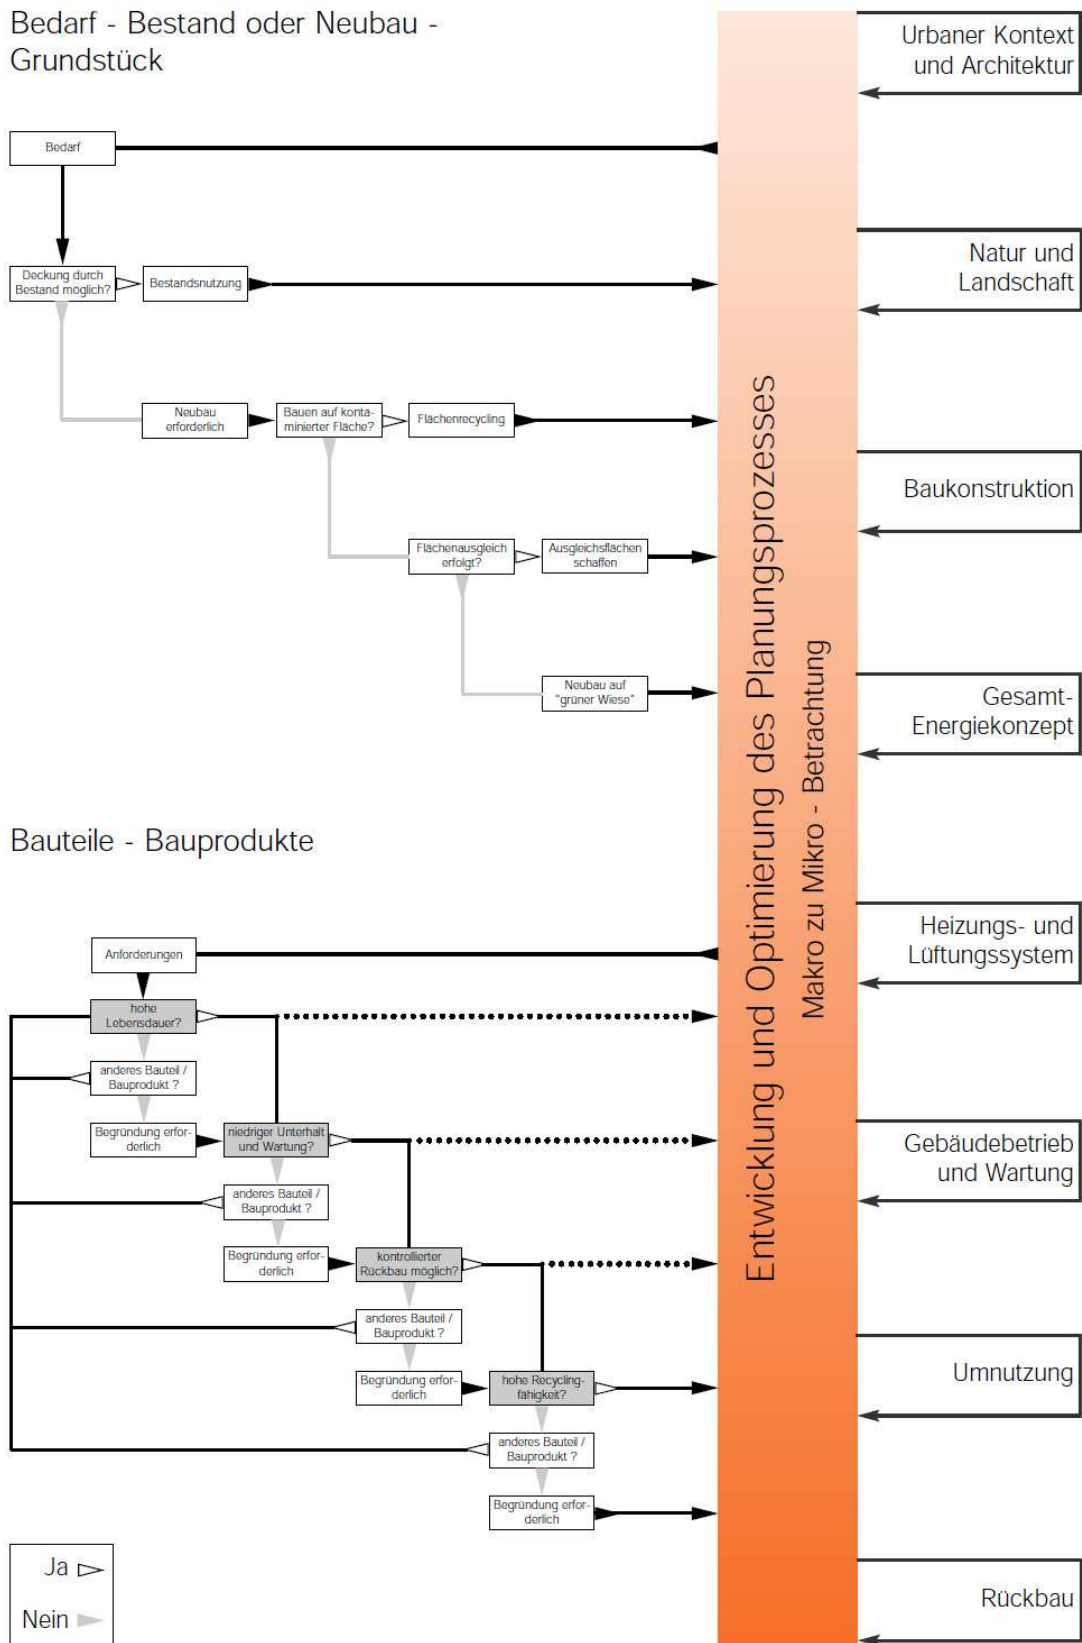 Bedarf - Bestand oder Neubau -
Grundstück
Bedarf
Deckung durch
Bestand möglich?
Bestandsnutzung
Neubau
erforderlich
Bauen auf konta-
minierter Fläche?
Flächenrecycling
Flächenausgleich
erfolgt?
Ausgleichsflächen
schaffen
Neubau auf
"grüner Wiese"
Bauteile - Bauprodukte
Anforderungen
hohe
Lebensdauer?
anderes Bauteil /
Bauprodukt ?
Begründung erfor-
derlich
niedriger Unterhalt
und Wartung?
anderes Bauteil /
Bauprodukt ?
Begründung erfor-
derlich
kontrollierter
Rückbau möglich?
anderes Bauteil /
Bauprodukt ?
Begründung erfor-
derlich
hohe Recycling-
fähigkeit?
anderes Bauteil /
Bauprodukt ?
Begründung erfor-
derlich
Ja
Nein
Entwicklung und Optimierung des Planungsprozesses
Makro zu Mikro - Betrachtung
Urbaner Kontext
und Architektur
Natur und
Landschaft
Baukonstruktion
Gesamt-
Energiekonzept
Heizungs- und
Lüftungssystem
Gebäudebetrieb
und Wartung
Umnutzung
Rückbau